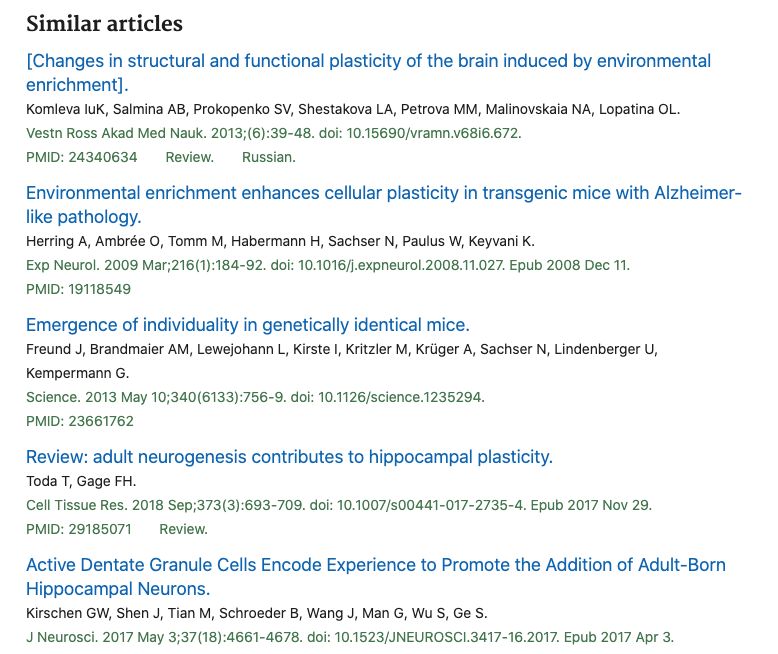 Similar articles
[Changes in structural and functional plasticity of the brain induced by environmental
enrichment].
Komleva IuK, Salmina AB, Prokopenko SV, Shestakova LA, Petrova MM, Malinovskaia NA, Lopatina OL.
Vestn Ross Akad Med Nauk. 2013;(6):39-48. doi: 10.15690/vramn.v68i6.672.
PMID: 24340634 Review. Russian.
Environmental enrichment enhances cellular plasticity in transgenic mice with Alzheimer-
like pathology.
Herring A, Ambrée O, Tomm M, Habermann H, Sachser N, Paulus W, Keyvani K.
Exp Neurol. 2009 Mar;216(1):184-92. doi: 10.1016/j.expneurol.2008.11.027. Epub 2008 Dec 11.
PMID: 19118549
Emergence of individuality in genetically identical mice.
Freund J, Brandmaier AM, Lewejohann L, Kirste I, Kritzler M, Krüger A, Sachser N, Lindenberger U,
Kempermann G.
Science. 2013 May 10;340(6133):756-9. doi: 10.1126/science.1235294.
PMID: 23661762
Review: adult neurogenesis contributes to hippocampal plasticity.
Toda T, Gage FH.
Cell Tissue Res. 2018 Sep;373(3):693-709. doi: 10.1007/s00441-017-2735-4. Epub 2017 Nov 29.
PMID: 29185071 Review.
Active Dentate Granule Cells Encode Experience to Promote the Addition of Adult-Born
Hippocampal Neurons.
Kirschen GW, Shen J, Tian M, Schroeder B, Wang J, Man G, Wu S, Ge S.
J Neurosci. 2017 May 3;37(18):4661-4678. doi: 10.1523/JNEUROSCI.3417-16.2017. Epub 2017 Apr 3.